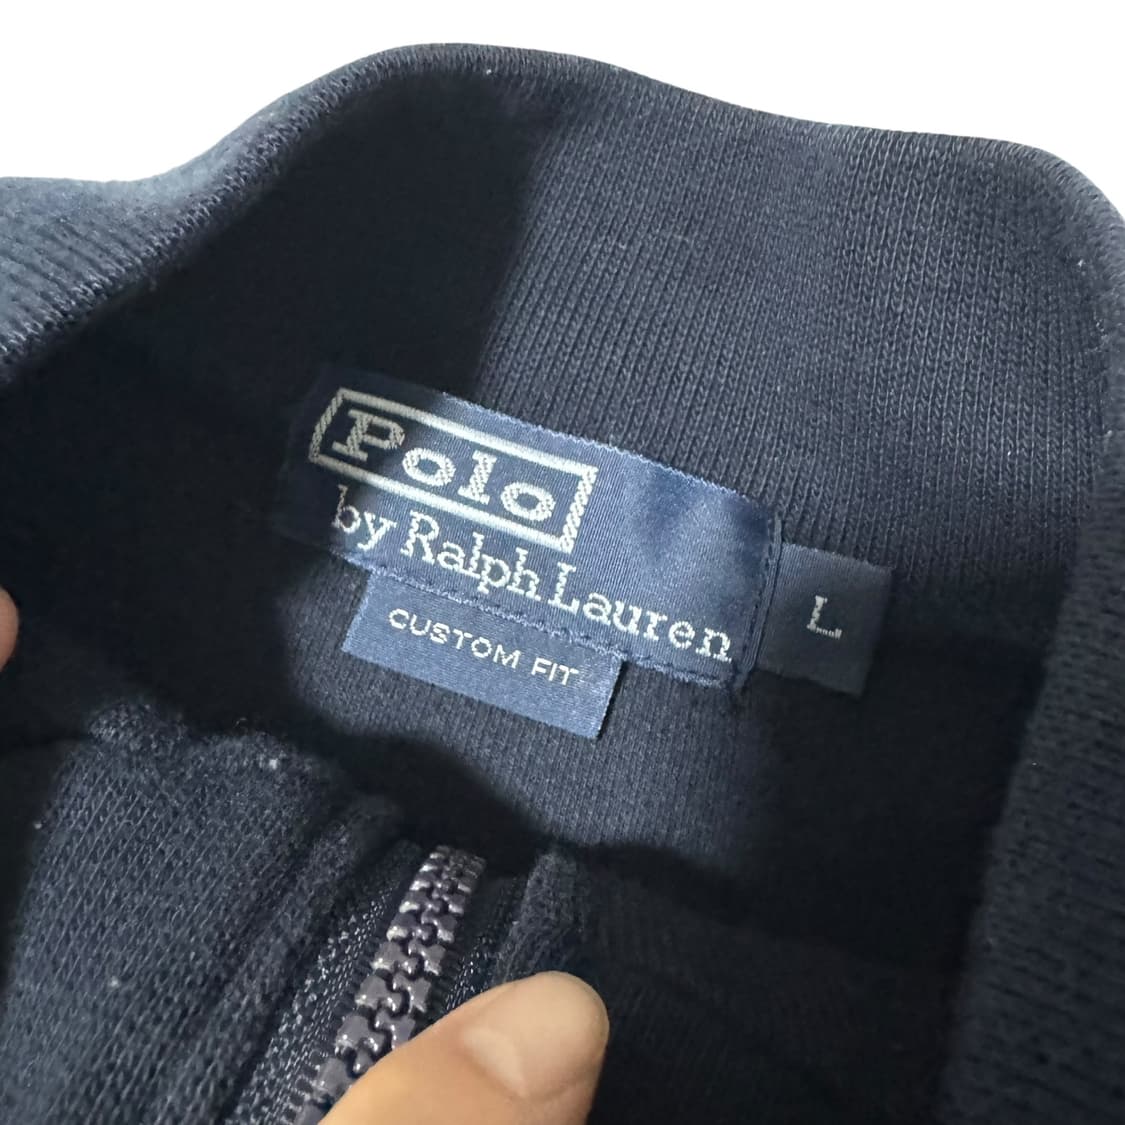 Polo
by Ralph Lauren
L
CUSTOM FIT